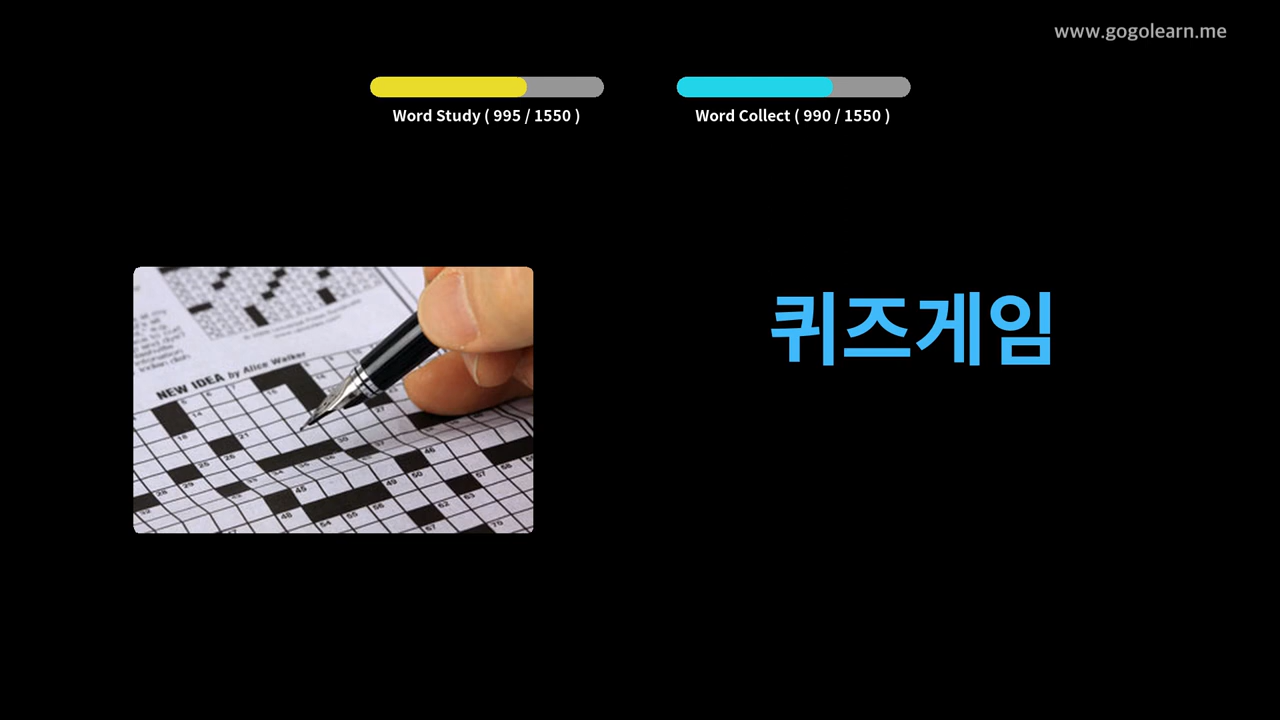 www.gogolearn.me
Word Study ( 995 / 1550 )
Word Collect ( 990 / 1550 )
퀴즈게임
NEW IDEA by Alice Walker